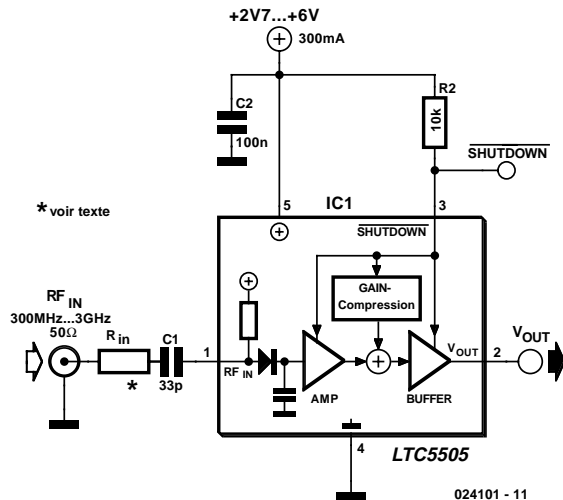 +2V7...+6V
300mA
R2
10k
C2
100n
SHUTDOWN
* voir texte
5
IC1
3
SHUTDOWN
RF IN
300MHz...3GHz
50Ω
R in
*
C1
33p
1
RF IN
GAIN-
Compression
AMP
BUFFER
V OUT
2
V OUT
4
LTC5505
024101 - 11